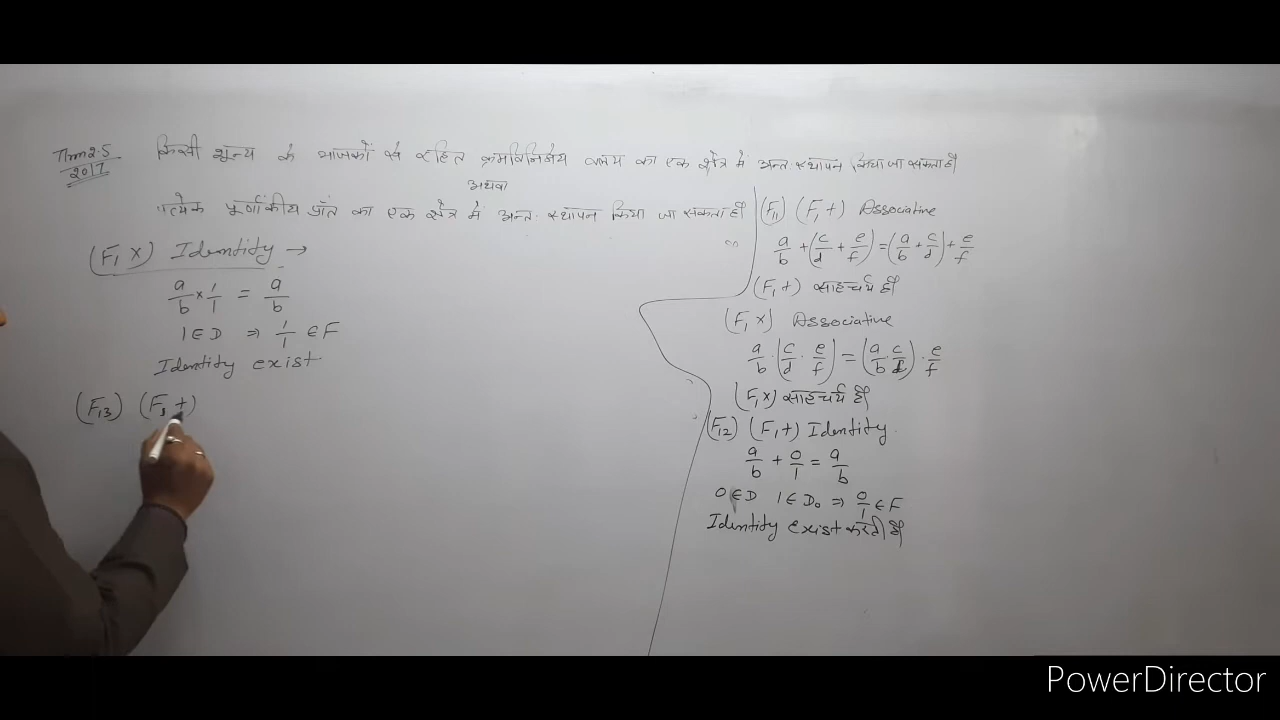 Thm 2.5
2017
किसी शून्य के भाजकों से रहित क्रमविनिमेय वलय का एक क्षेत्र में अन्तः स्थापन किया जा सकता है
अथवा
प्रत्येक पूर्णांकीय प्रांत का एक क्षेत्र में अन्तः स्थापन किया जा सकता है
(F, ×) Identity →
a/b × 1/1 = a/b
1 ∈ D ⇒ 1/1 ∈ F
Identity exist
(F13) (F, +)
(F11) (F, +) Associative
a/b + (c/d + e/f) = (a/b + c/d) + e/f
(F, +) साहचर्य है
(F, ×) Associative
a/b · (c/d · e/f) = (a/b · c/d) · e/f
(F, ×) साहचर्य है
(F12) (F, +) Identity
a/b + 0/1 = a/b
0 ∈ D 1 ∈ D₀ ⇒ 0/1 ∈ F
Identity exist करती है
PowerDirector